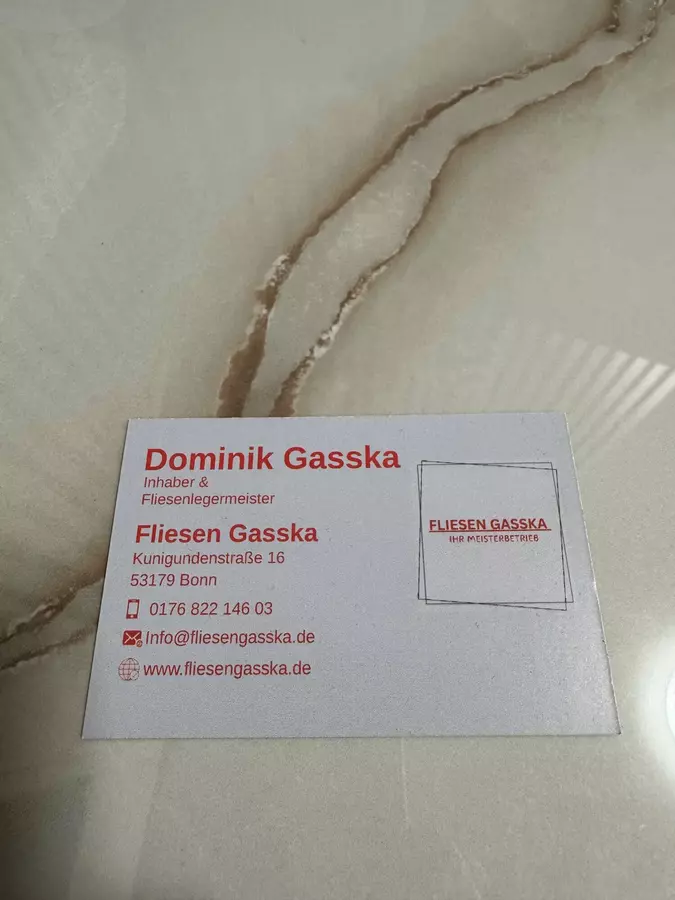 Dominik Gasska
Inhaber &
Fliesenlegermeister
Fliesen Gasska
Kunigundenstraße 16
53179 Bonn
0176 822 146 03
Info@fliesengasska.de
www.fliesengasska.de
FLIESEN GASSKA
IHR MEISTERBETRIEB